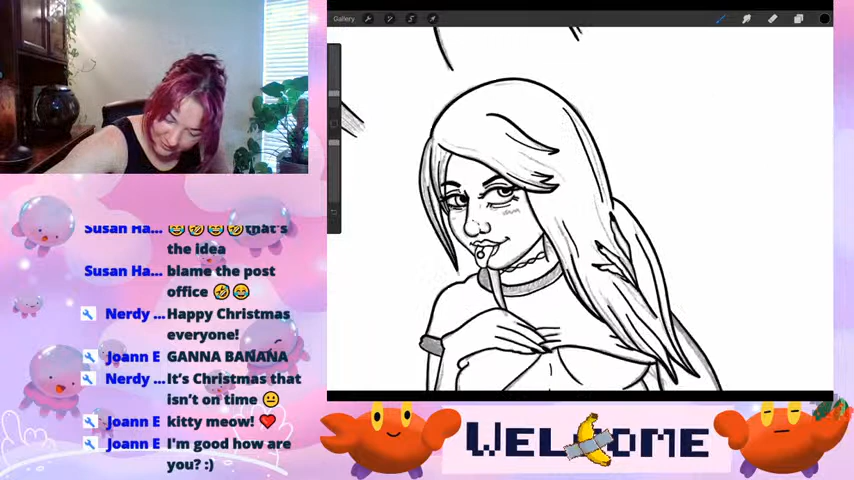 Gallery
Susan Ha... 😂🤣😂🤣that's
the idea
Susan Ha... blame the post
office 🤣😂
Nerdy ... Happy Christmas
everyone!
Joann E GANNA BANANA
Nerdy ... It's Christmas that
isn't on time 😐
Joann E kitty meow! ❤️
Joann E I'm good how are
you? :)
WELCOME